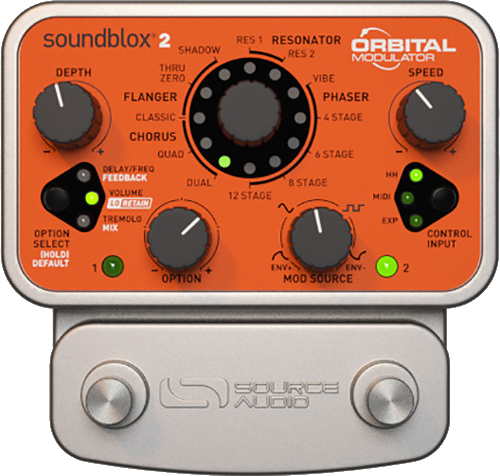 soundblox® 2
ORBITAL
MODULATOR
DEPTH
SPEED
RES 1
RESONATOR
RES 2
SHADOW
THRU
ZERO
VIBE
FLANGER
PHASER
CLASSIC
4 STAGE
CHORUS
QUAD
6 STAGE
DUAL
8 STAGE
12 STAGE
- +
- +
DELAY/FREQ
FEEDBACK
VOLUME
LO RETAIN
TREMOLO
MIX
OPTION
SELECT
(HOLD)
DEFAULT
HH
MIDI
EXP
CONTROL
INPUT
1
- +
OPTION
ENV+
ENV-
MOD SOURCE
2
SOURCE
AUDIO